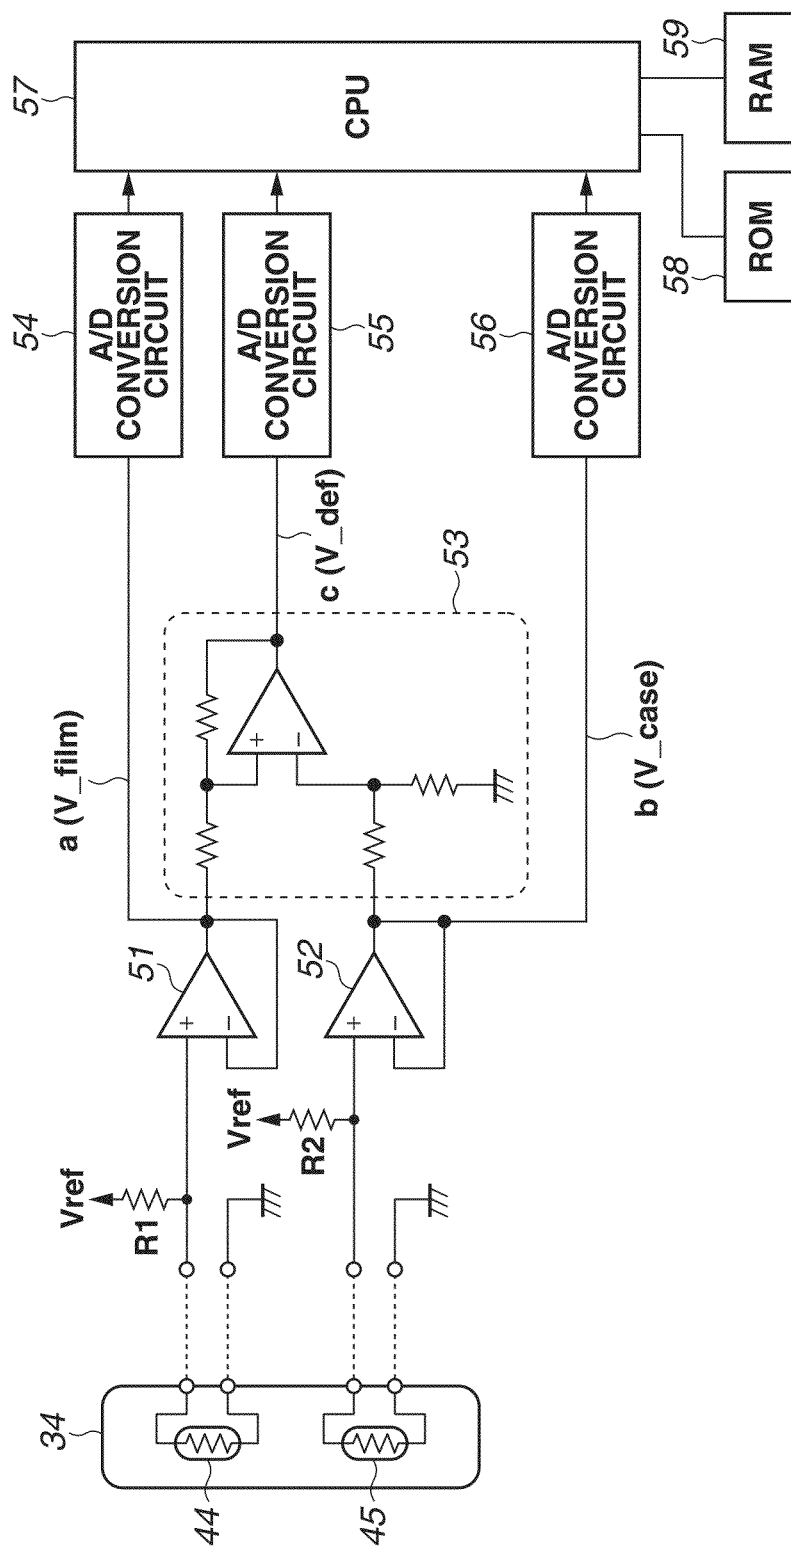 34
44
45
Vref
R1
Vref
R2
+
−
51
+
−
52
a (V_film)
b (V_case)
+
−
53
c (V_def)
54
A/D
CONVERSION
CIRCUIT
55
A/D
CONVERSION
CIRCUIT
56
A/D
CONVERSION
CIRCUIT
57
CPU
58
ROM
59
RAM